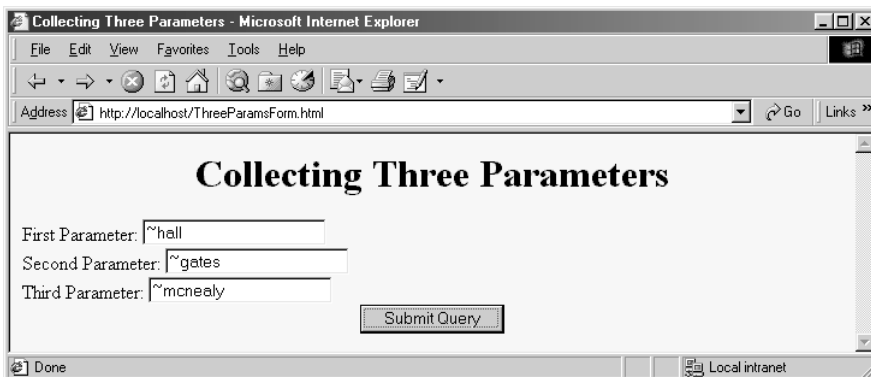 Collecting Three Parameters - Microsoft Internet Explorer
File Edit View Favorites Tools Help
Address http://localhost/ThreeParamsForm.html Go Links »
Collecting Three Parameters
First Parameter: ~hall
Second Parameter: ~gates
Third Parameter: ~mcnealy
Submit Query
Done Local intranet